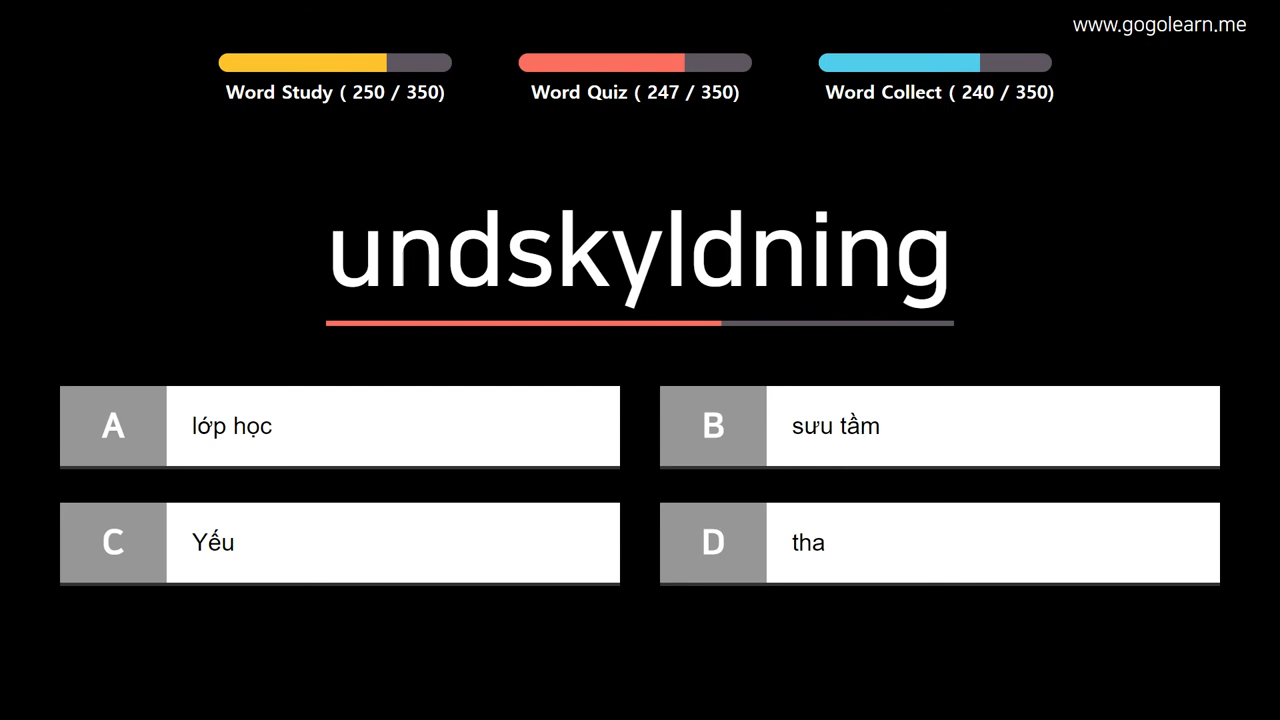 www.gogolearn.me
Word Study ( 250 / 350)
Word Quiz ( 247 / 350)
Word Collect ( 240 / 350)
undskyldning
A
lớp học
B
sưu tầm
C
Yếu
D
tha